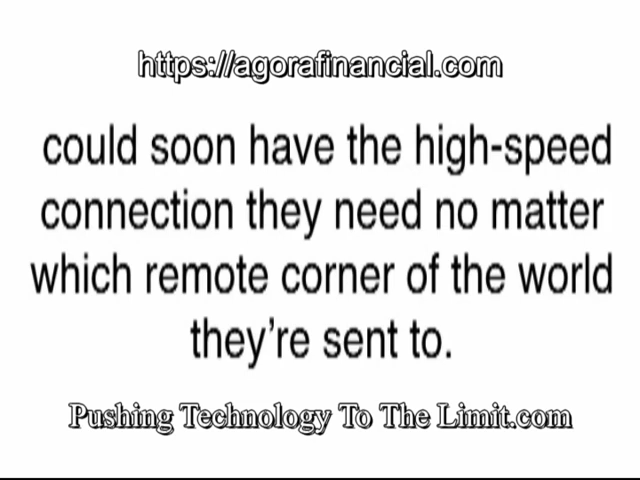 https://agorafinancial.com
could soon have the high-speed
connection they need no matter
which remote corner of the world
they're sent to.
Pushing Technology To The Limit.com